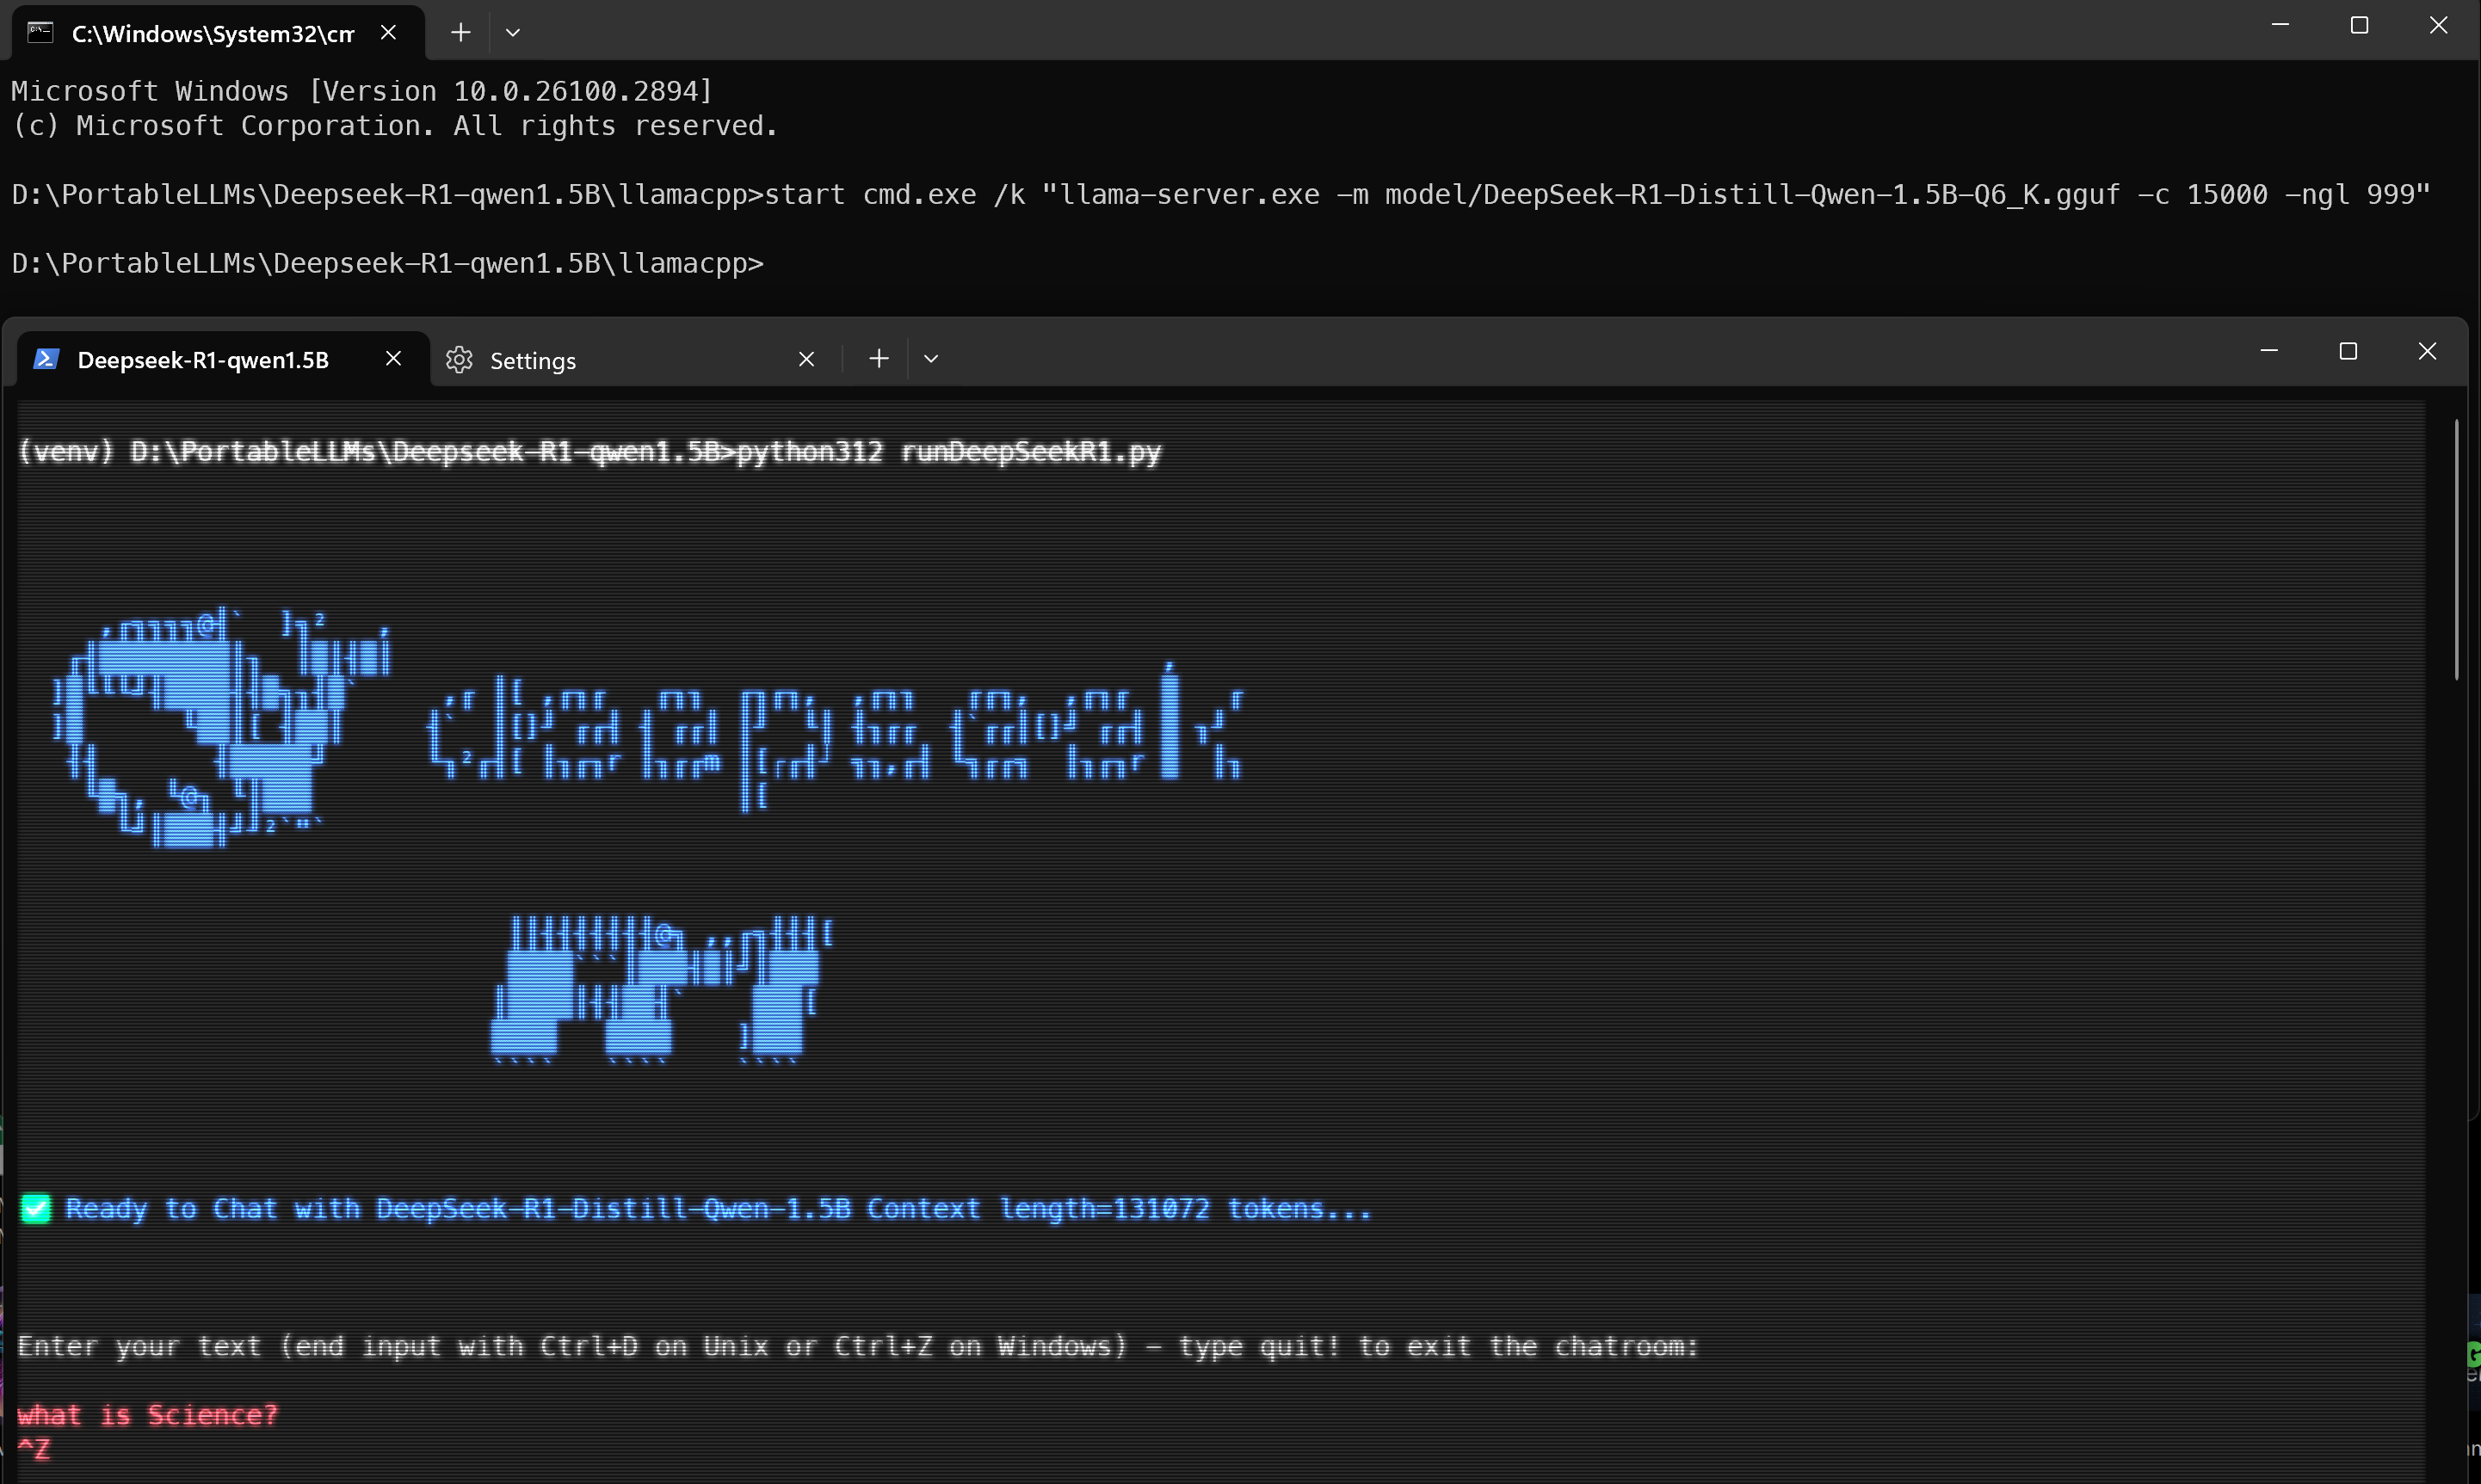 C:\Windows\System32\cm
Microsoft Windows [Version 10.0.26100.2894]
(c) Microsoft Corporation. All rights reserved.
D:\PortableLLMs\Deepseek-R1-qwen1.5B\llamacpp>start cmd.exe /k "llama-server.exe -m model/DeepSeek-R1-Distill-Qwen-1.5B-Q6_K.gguf -c 15000 -ngl 999"
D:\PortableLLMs\Deepseek-R1-qwen1.5B\llamacpp>
Deepseek-R1-qwen1.5B
Settings
(venv) D:\PortableLLMs\Deepseek-R1-qwen1.5B>python312 runDeepSeekR1.py
deepseek
R1
✅ Ready to Chat with DeepSeek-R1-Distill-Qwen-1.5B Context length=131072 tokens...
Enter your text (end input with Ctrl+D on Unix or Ctrl+Z on Windows) - type quit! to exit the chatroom:
what is Science?
^Z